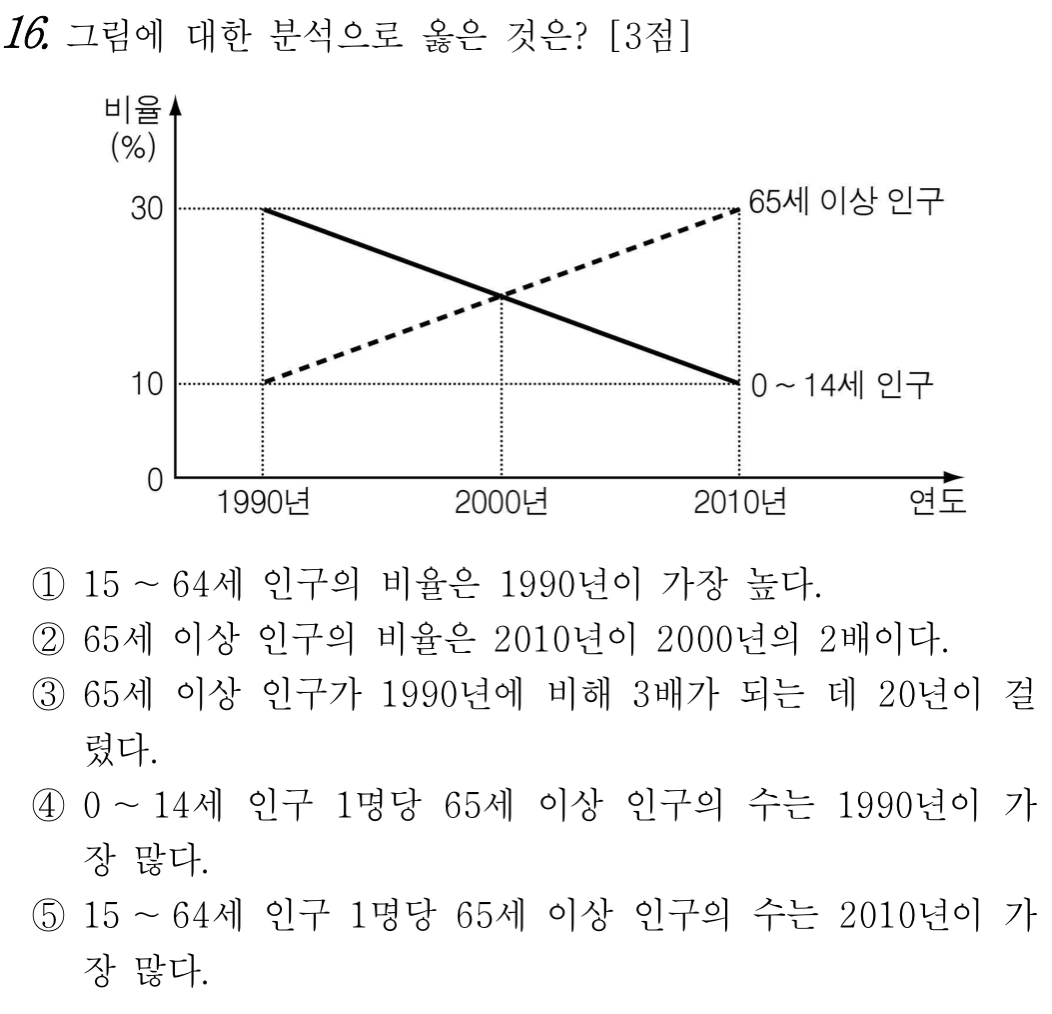 16. 그림에 대한 분석으로 옳은 것은? [3점]
비율
(%)
30
65세 이상 인구
10
0 ~ 14세 인구
0
1990년 2000년 2010년 연도
① 15 ~ 64세 인구의 비율은 1990년이 가장 높다.
② 65세 이상 인구의 비율은 2010년이 2000년의 2배이다.
③ 65세 이상 인구가 1990년에 비해 3배가 되는 데 20년이 걸
렸다.
④ 0 ~ 14세 인구 1명당 65세 이상 인구의 수는 1990년이 가
장 많다.
⑤ 15 ~ 64세 인구 1명당 65세 이상 인구의 수는 2010년이 가
장 많다.